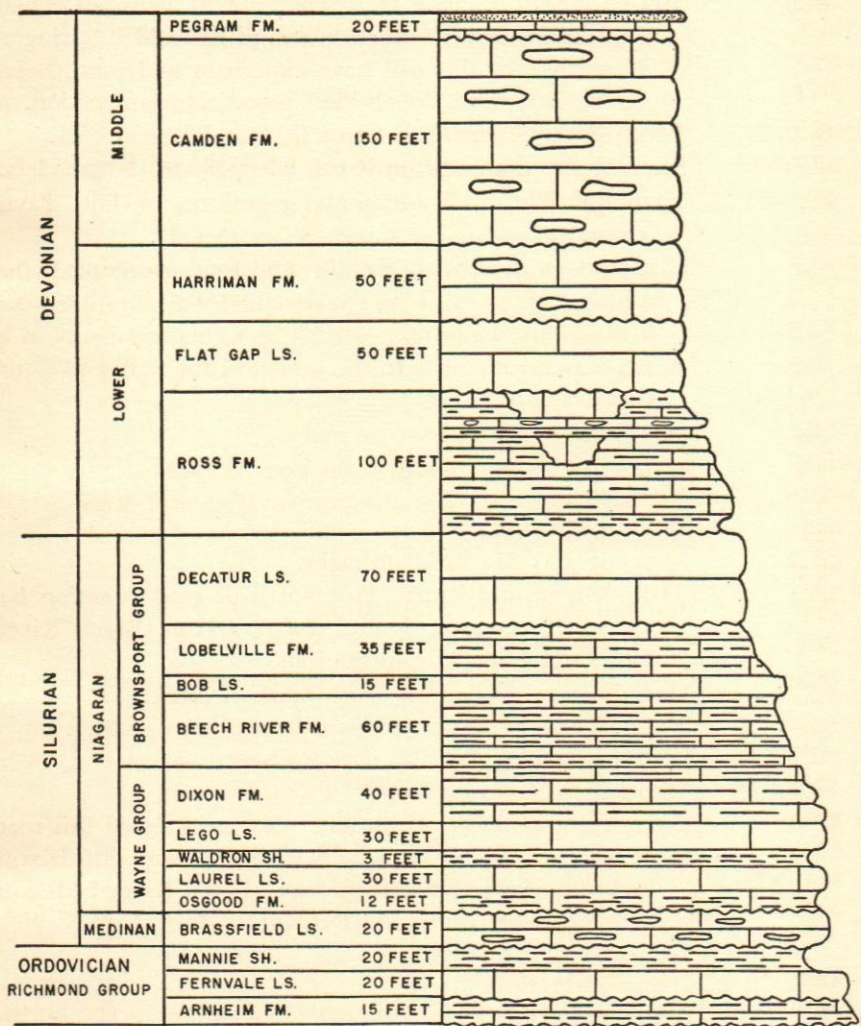 DEVONIAN
MIDDLE
PEGRAM FM. 20 FEET
CAMDEN FM. 150 FEET
LOWER
HARRIMAN FM. 50 FEET
FLAT GAP LS. 50 FEET
ROSS FM. 100 FEET
SILURIAN
NIAGARAN
BROWNSPORT GROUP
DECATUR LS. 70 FEET
LOBELVILLE FM. 35 FEET
BOB LS. 15 FEET
BEECH RIVER FM. 60 FEET
WAYNE GROUP
DIXON FM. 40 FEET
LEGO LS. 30 FEET
WALDRON SH. 3 FEET
LAUREL LS. 30 FEET
OSGOOD FM. 12 FEET
MEDINAN BRASSFIELD LS. 20 FEET
ORDOVICIAN
RICHMOND GROUP
MANNIE SH. 20 FEET
FERNVALE LS. 20 FEET
ARNHEIM FM. 15 FEET